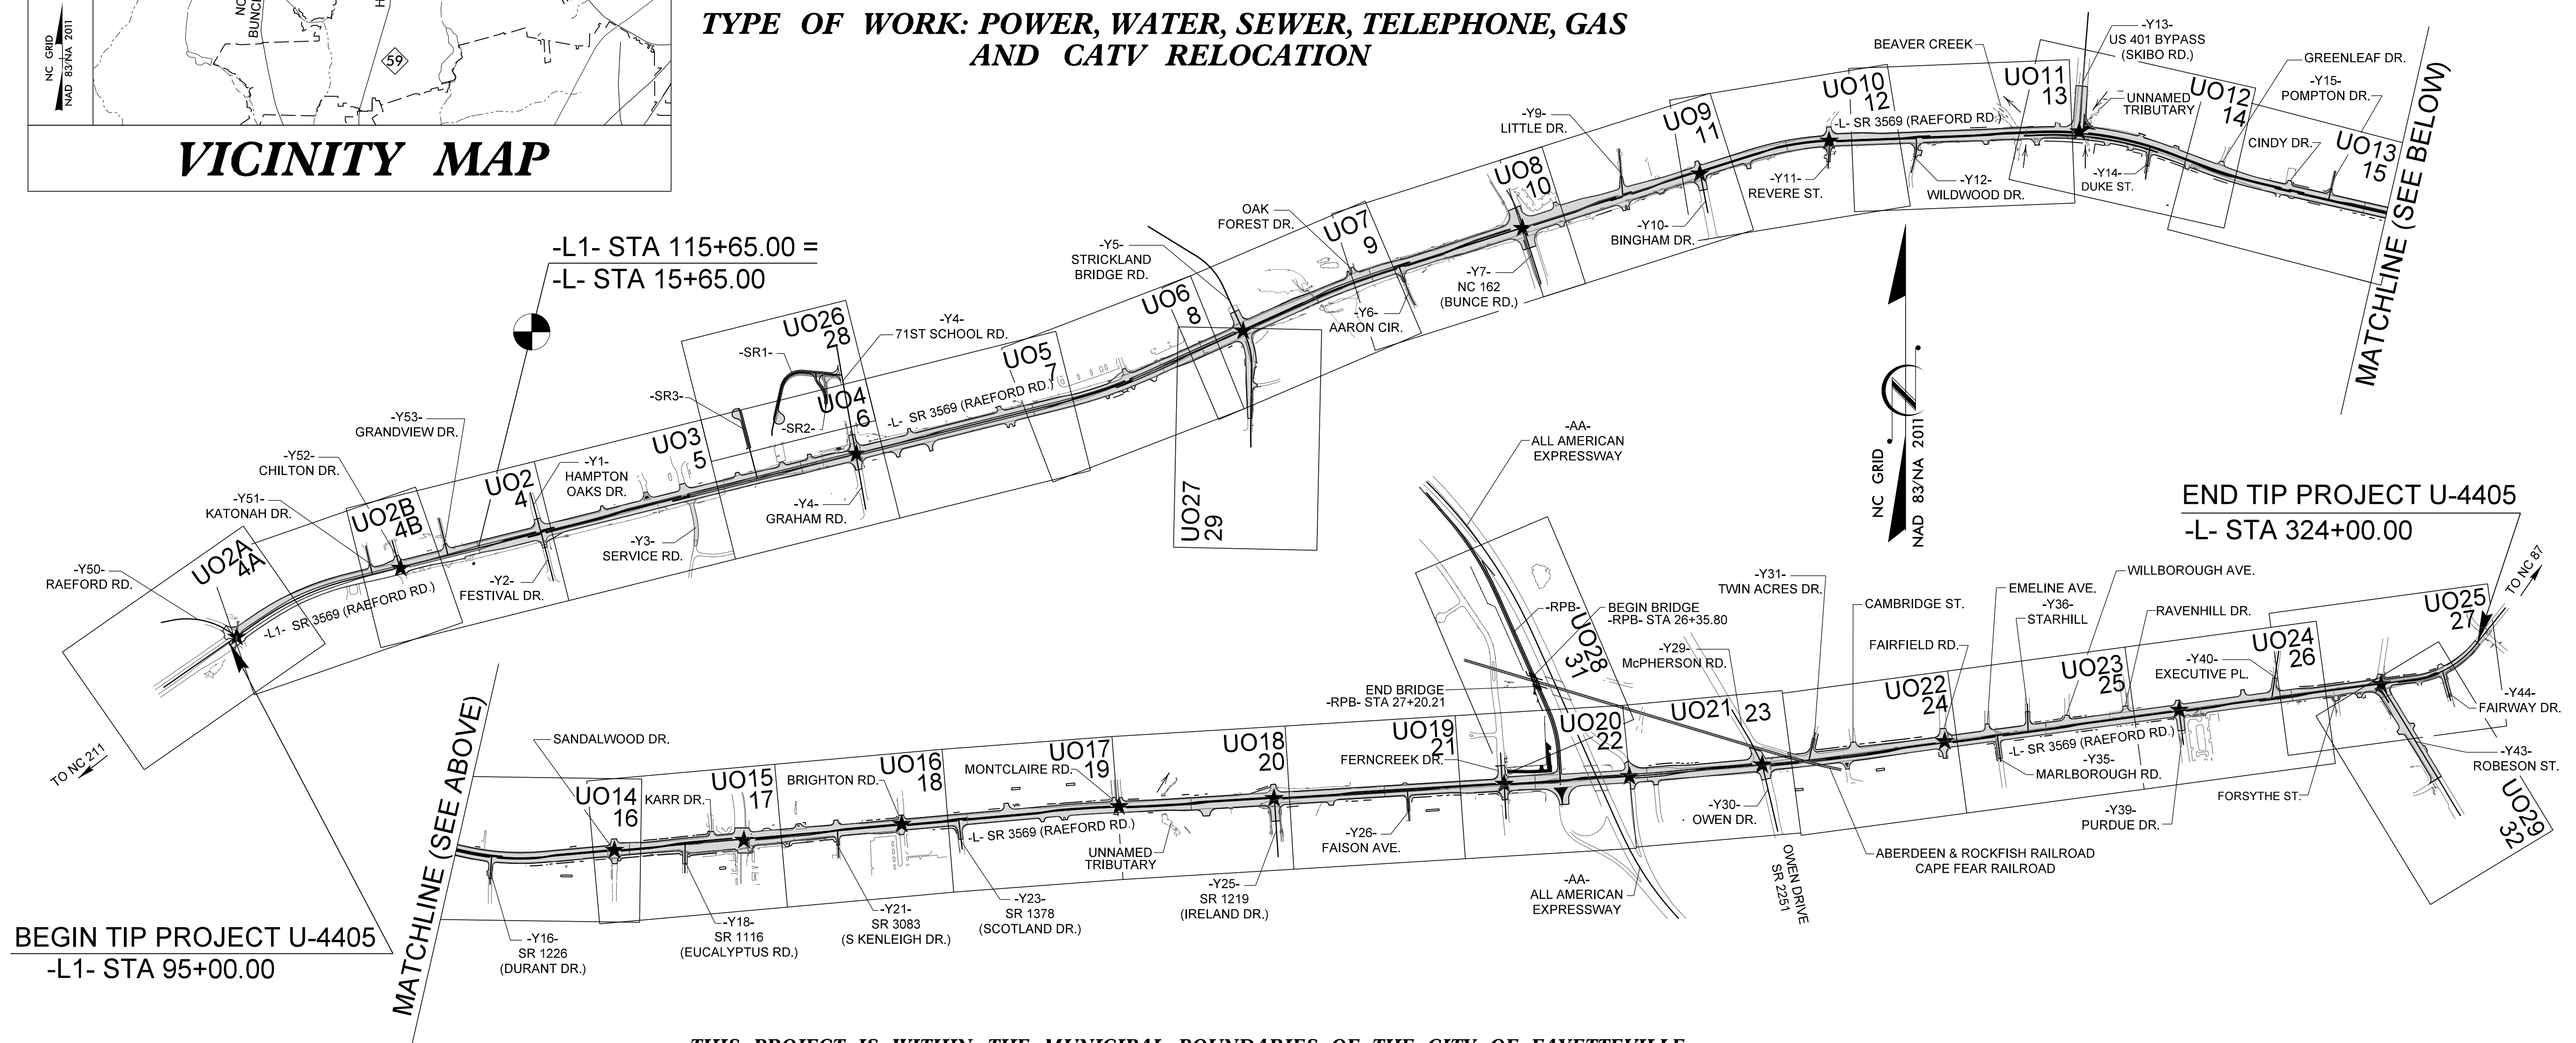 TYPE OF WORK: POWER, WATER, SEWER, TELEPHONE, GAS
AND CATV RELOCATION
NC GRID
NAD 83/NA 2011
BUNCE
59
VICINITY MAP
-L1- STA 115+65.00 =
-L- STA 15+65.00
-Y50-
RAEFORD RD.
UO2A
4A
-L1- SR 3569 (RAEFORD RD.)
TO NC 211
-Y51-
KATONAH DR.
-Y52-
CHILTON DR.
UO2B
4B
-Y53-
GRANDVIEW DR.
UO2
4
-Y1-
HAMPTON
OAKS DR.
-Y2-
FESTIVAL DR.
UO3
5
-Y3-
SERVICE RD.
-SR3-
-SR1-
-SR2-
UO26
28
-Y4-
71ST SCHOOL RD.
UO4
6
-Y4-
GRAHAM RD.
-L- SR 3569 (RAEFORD RD.)
UO5
7
-Y5-
STRICKLAND
BRIDGE RD.
UO6
8
UO27
29
OAK
FOREST DR.
UO7
9
-Y6-
AARON CIR.
-Y7-
NC 162
(BUNCE RD.)
UO8
10
-Y9-
LITTLE DR.
UO9
11
-Y10-
BINGHAM DR.
-Y11-
REVERE ST.
UO10
12
-L- SR 3569 (RAEFORD RD.)
-Y12-
WILDWOOD DR.
BEAVER CREEK
UO11
13
-Y13-
US 401 BYPASS
(SKIBO RD.)
UNNAMED
TRIBUTARY
-Y14-
DUKE ST.
UO12
14
GREENLEAF DR.
-Y15-
POMPTON DR.
CINDY DR.
UO13
15
MATCHLINE (SEE BELOW)
NC GRID
NAD 83/NA 2011
BEGIN TIP PROJECT U-4405
-L1- STA 95+00.00
MATCHLINE (SEE ABOVE)
SANDALWOOD DR.
UO14
16
-Y16-
SR 1226
(DURANT DR.)
KARR DR.
UO15
17
-Y18-
SR 1116
(EUCALYPTUS RD.)
BRIGHTON RD.
UO16
18
-Y21-
SR 3083
(S KENLEIGH DR.)
-Y23-
SR 1378
(SCOTLAND DR.)
MONTCLAIRE RD.
UO17
19
-L- SR 3569 (RAEFORD RD.)
UNNAMED
TRIBUTARY
UO18
20
-Y25-
SR 1219
(IRELAND DR.)
-Y26-
FAISON AVE.
UO19
21
FERNCREEK DR.
END BRIDGE
-RPB- STA 27+20.21
-AA-
ALL AMERICAN
EXPRESSWAY
-RPB-
BEGIN BRIDGE
-RPB- STA 26+35.80
UO28
31
UO20
22
-AA-
ALL AMERICAN
EXPRESSWAY
UO21 23
-Y29-
McPHERSON RD.
-Y30-
OWEN DR.
OWEN DRIVE
SR 2251
-Y31-
TWIN ACRES DR.
CAMBRIDGE ST.
ABERDEEN & ROCKFISH RAILROAD
CAPE FEAR RAILROAD
FAIRFIELD RD.
UO22
24
EMELINE AVE.
-Y36-
STARHILL
-L- SR 3569 (RAEFORD RD.)
-Y35-
MARLBOROUGH RD.
WILLBOROUGH AVE.
UO23
25
RAVENHILL DR.
-Y39-
PURDUE DR.
-Y40-
EXECUTIVE PL.
UO24
26
FORSYTHE ST.
UO25
27
-Y44-
FAIRWAY DR.
-Y43-
ROBESON ST.
UO29
32
END TIP PROJECT U-4405
-L- STA 324+00.00
TO NC 87
THIS PROJECT IS WITHIN THE MUNICIPAL BOUNDARIES OF THE CITY OF FAYETTEVILLE